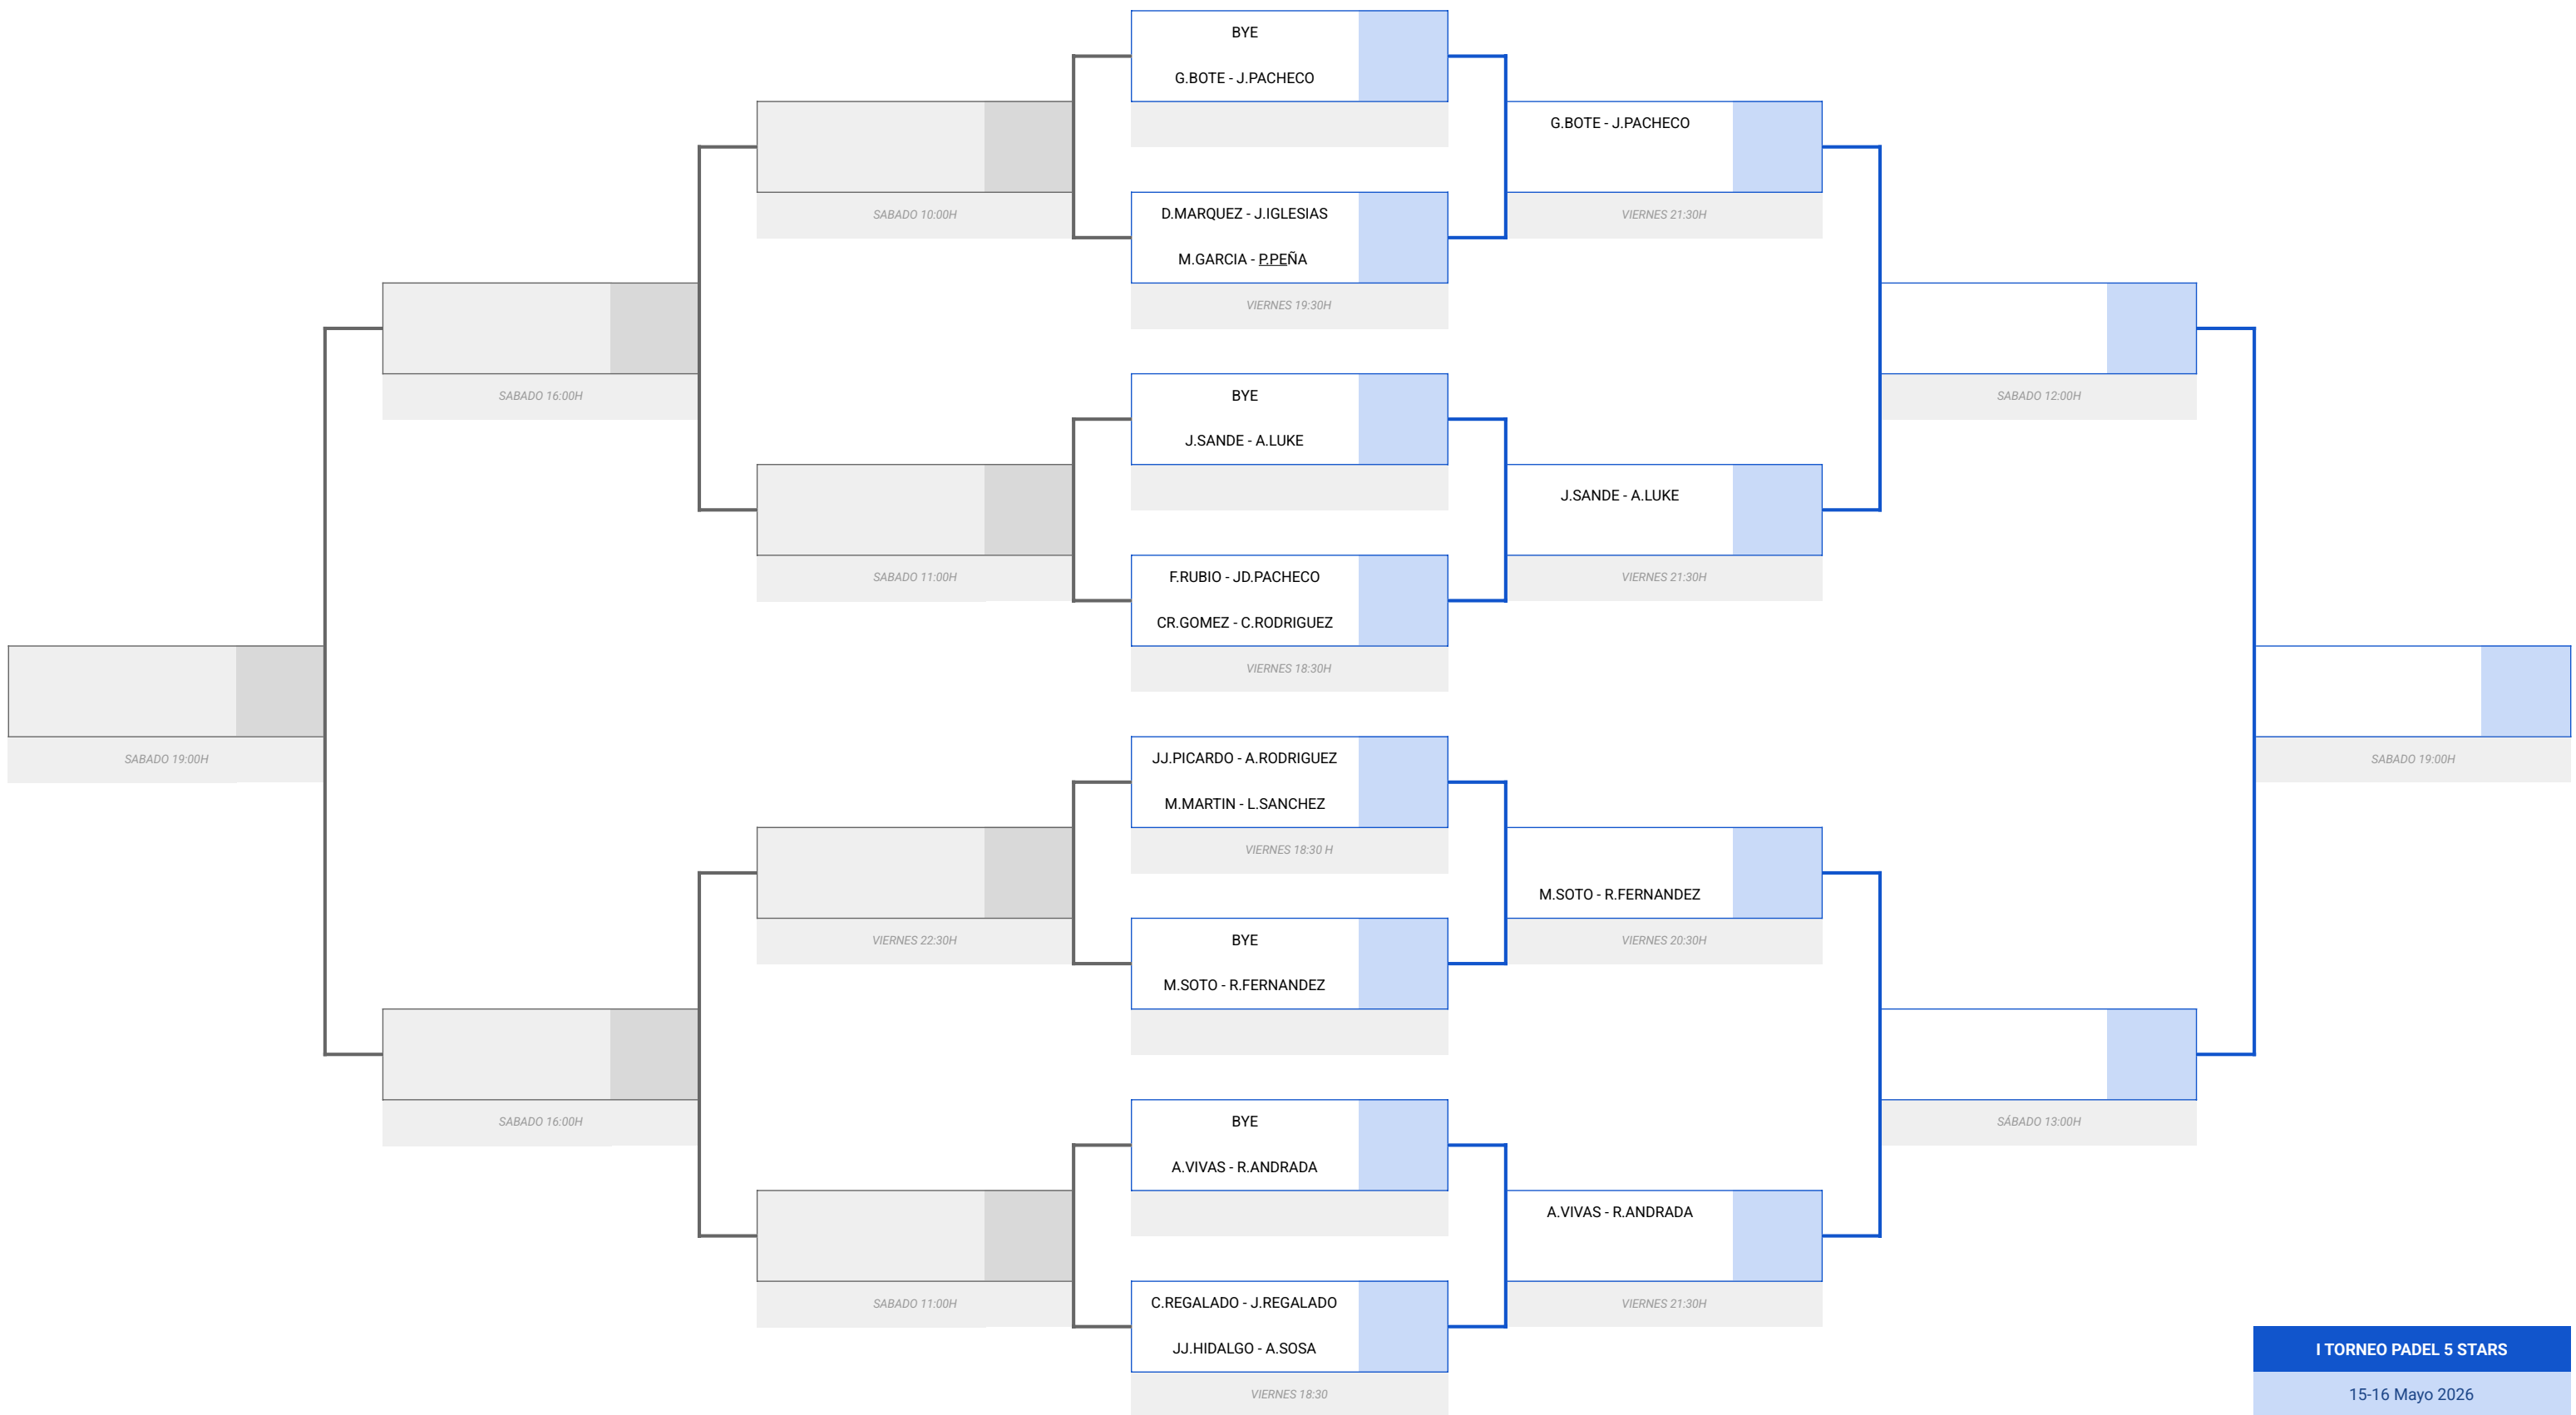 BYE
G.BOTE - J.PACHECO
G.BOTE - J.PACHECO
D.MARQUEZ - J.IGLESIAS
SABADO 10:00H
VIERNES 21:30H
M.GARCIA - P.PEÑA
VIERNES 19:30H
BYE
SABADO 16:00H
SABADO 12:00H
J.SANDE - A.LUKE
J.SANDE - A.LUKE
F.RUBIO - JD.PACHECO
SABADO 11:00H
VIERNES 21:30H
CR.GOMEZ - C.RODRIGUEZ
VIERNES 18:30H
JJ.PICARDO - A.RODRIGUEZ
SABADO 19:00H
SABADO 19:00H
M.MARTIN - L.SANCHEZ
VIERNES 18:30 H
M.SOTO - R.FERNANDEZ
BYE
VIERNES 22:30H
VIERNES 20:30H
M.SOTO - R.FERNANDEZ
BYE
SABADO 16:00H
SÁBADO 13:00H
A.VIVAS - R.ANDRADA
A.VIVAS - R.ANDRADA
C.REGALADO - J.REGALADO
SABADO 11:00H
VIERNES 21:30H
JJ.HIDALGO - A.SOSA
VIERNES 18:30
I TORNEO PADEL 5 STARS
15-16 Mayo 2026